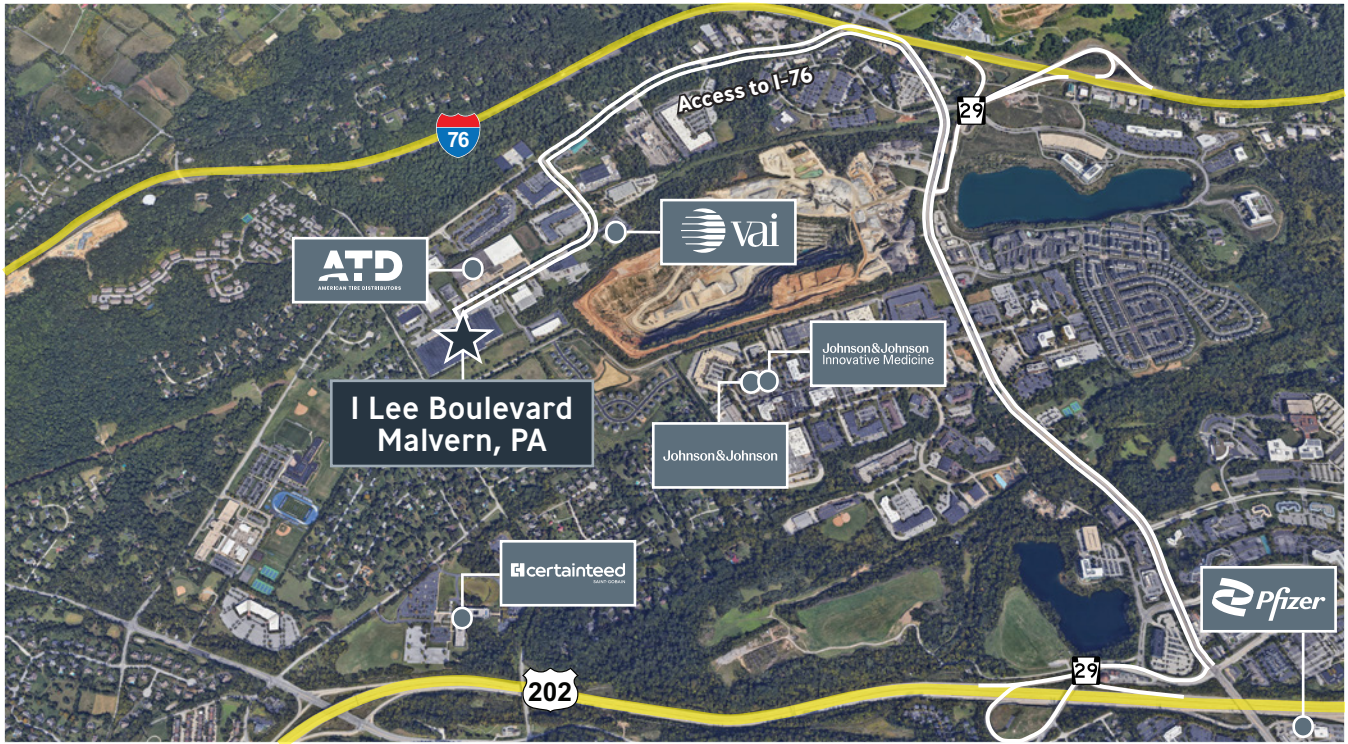 Access to I-76
29
76
vai
ATD
AMERICAN TIRE DISTRIBUTORS
Johnson&Johnson
Innovative Medicine
1 Lee Boulevard
Malvern, PA
Johnson&Johnson
certainteed
SAINT-GOBAIN
Pfizer
29
202